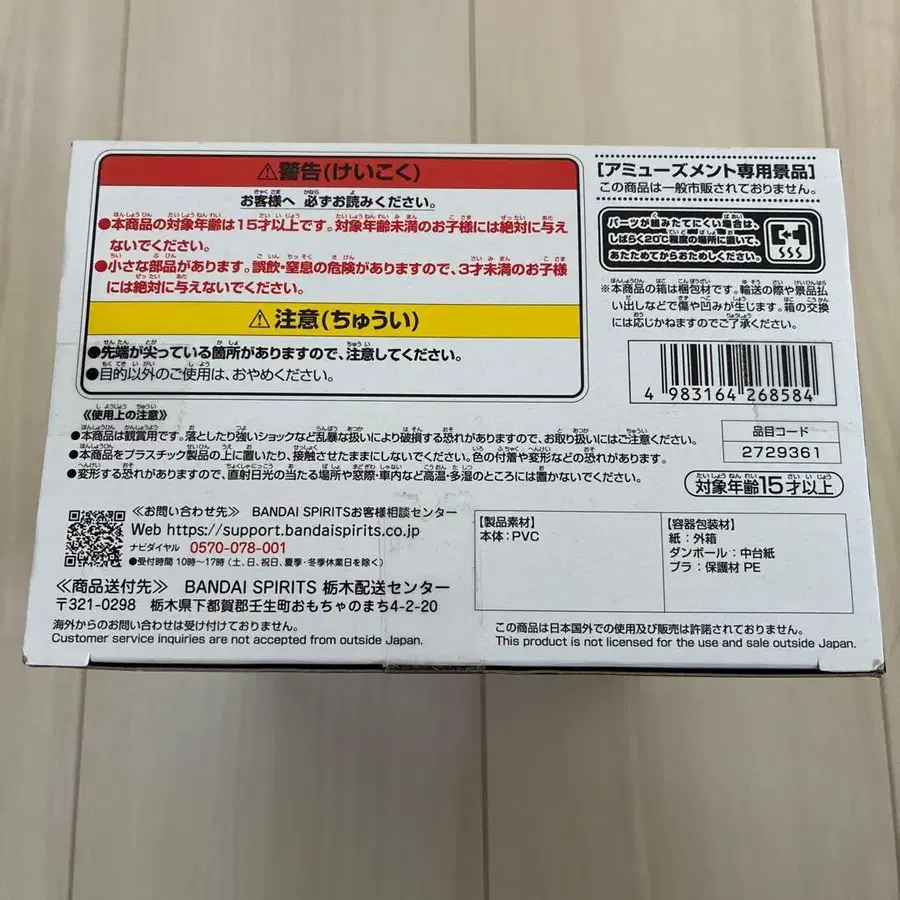 ⚠警告(けいこく)
お客様へ 必ずお読みください。
●本商品の対象年齢は15才以上です。対象年齢未満のお子様には絶対に与え
ないでください。
●小さな部品があります。誤飲・窒息の危険がありますので、3才未満のお子様
には絶対に与えないでください。
⚠注意(ちゅうい)
●先端が尖っている箇所がありますので、注意してください。
●目的以外のご使用は、おやめください。
【アミューズメント専用景品】
この商品は一般市販されておりません。
パーツが組みたてにくい場合は、
しばらく20℃程度の場所に置いて、
あたためてからおためしください。
※本商品の箱は梱包材です。輸送の際や景品払
い出しなどで傷や凹みが生じます。箱の交換
には応じかねますのでご了承ください。
4 983164 268584
品目コード
2729361
対象年齢15才以上
《使用上の注意》
●本商品は観賞用です。落としたり強いショックなど乱暴な扱いにより破損する恐れがありますので、お取り扱いにはご注意ください。
●本商品をプラスチック製品の上に置いたり、接触させたままにしないでください。色の付着や変形などの恐れがあります。
●変形する恐れがありますので、直射日光の当たる場所や窓際・車内など高温・多湿のところには置かないでください。
≪お問い合わせ先≫ BANDAI SPIRITSお客様相談センター
Web https://support.bandaispirits.co.jp
ナビダイヤル 0570-078-001
●受付時間 10時〜17時(土、日、祝日、夏季・冬季休業日を除く)
≪商品送付先≫ BANDAI SPIRITS 栃木配送センター
〒321-0298 栃木県下都賀郡壬生町おもちゃのまち4-2-20
海外からのお問い合わせは受け付けておりません。
Customer service inquiries are not accepted from outside Japan.
【製品素材】
本体：PVC
【容器包装材】
紙：外箱
ダンボール：中台紙
プラ：保護材 PE
この商品は日本国外での使用及び販売は許諾されておりません。
This product is not licensed for the use and sale outside Japan.